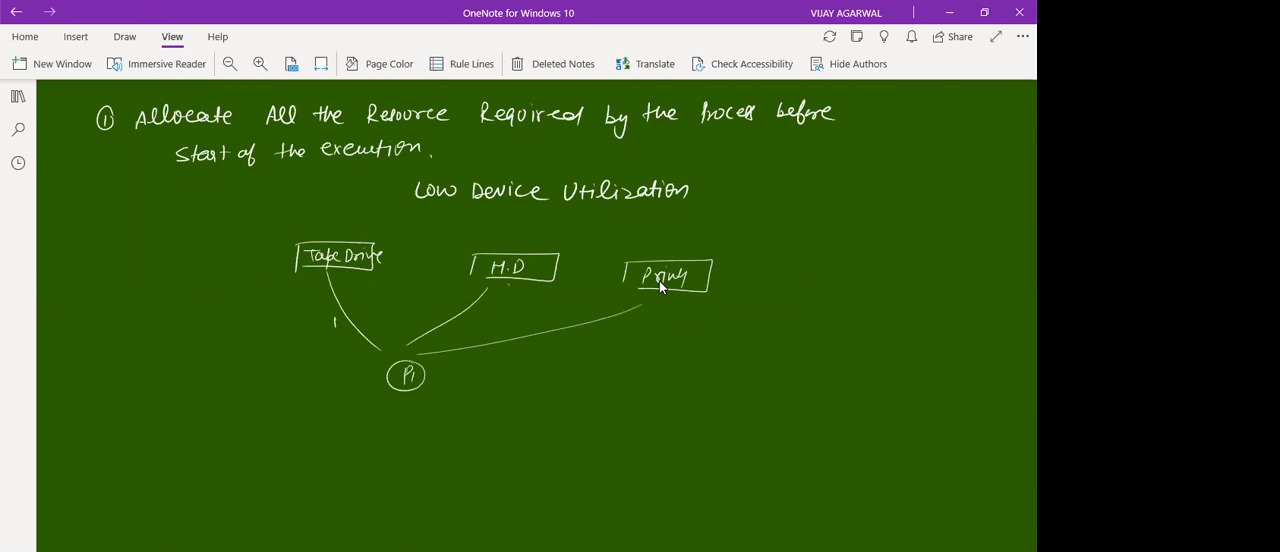 OneNote for Windows 10
VIJAY AGARWAL
Home Insert Draw View Help
Share
New Window Immersive Reader Page Color Rule Lines Deleted Notes Translate Check Accessibility Hide Authors
① Allocate All the Resource Required by the Process before
start of the execution.
Low Device Utilization
Tape Drive H.D
1
P1